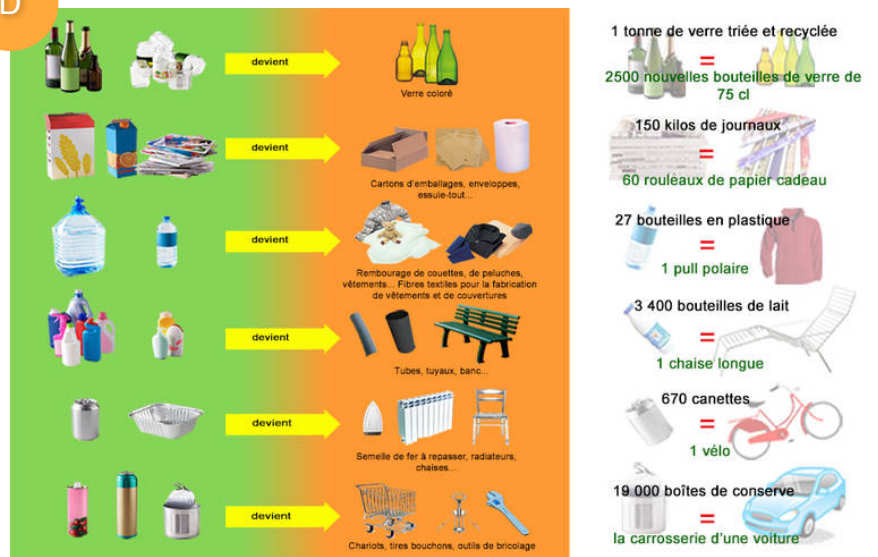 D
devient
Verre coloré
devient
Cartons d'emballages, enveloppes,
essuie-tout...
devient
Rembourage de couettes, de peluches,
vêtements... Fibres textiles pour la fabrication
de vêtements et de couvertures
devient
Tubes, tuyaux, banc...
devient
Semelle de fer à repasser, radiateurs,
chaises...
devient
Chariots, tires bouchons, outils de bricolage
1 tonne de verre triée et recyclée
=
2500 nouvelles bouteilles de verre de
75 cl
150 kilos de journaux
=
60 rouleaux de papier cadeau
27 bouteilles en plastique
=
1 pull polaire
3 400 bouteilles de lait
=
1 chaise longue
670 canettes
=
1 vélo
19 000 boîtes de conserve
=
la carrosserie d'une voiture